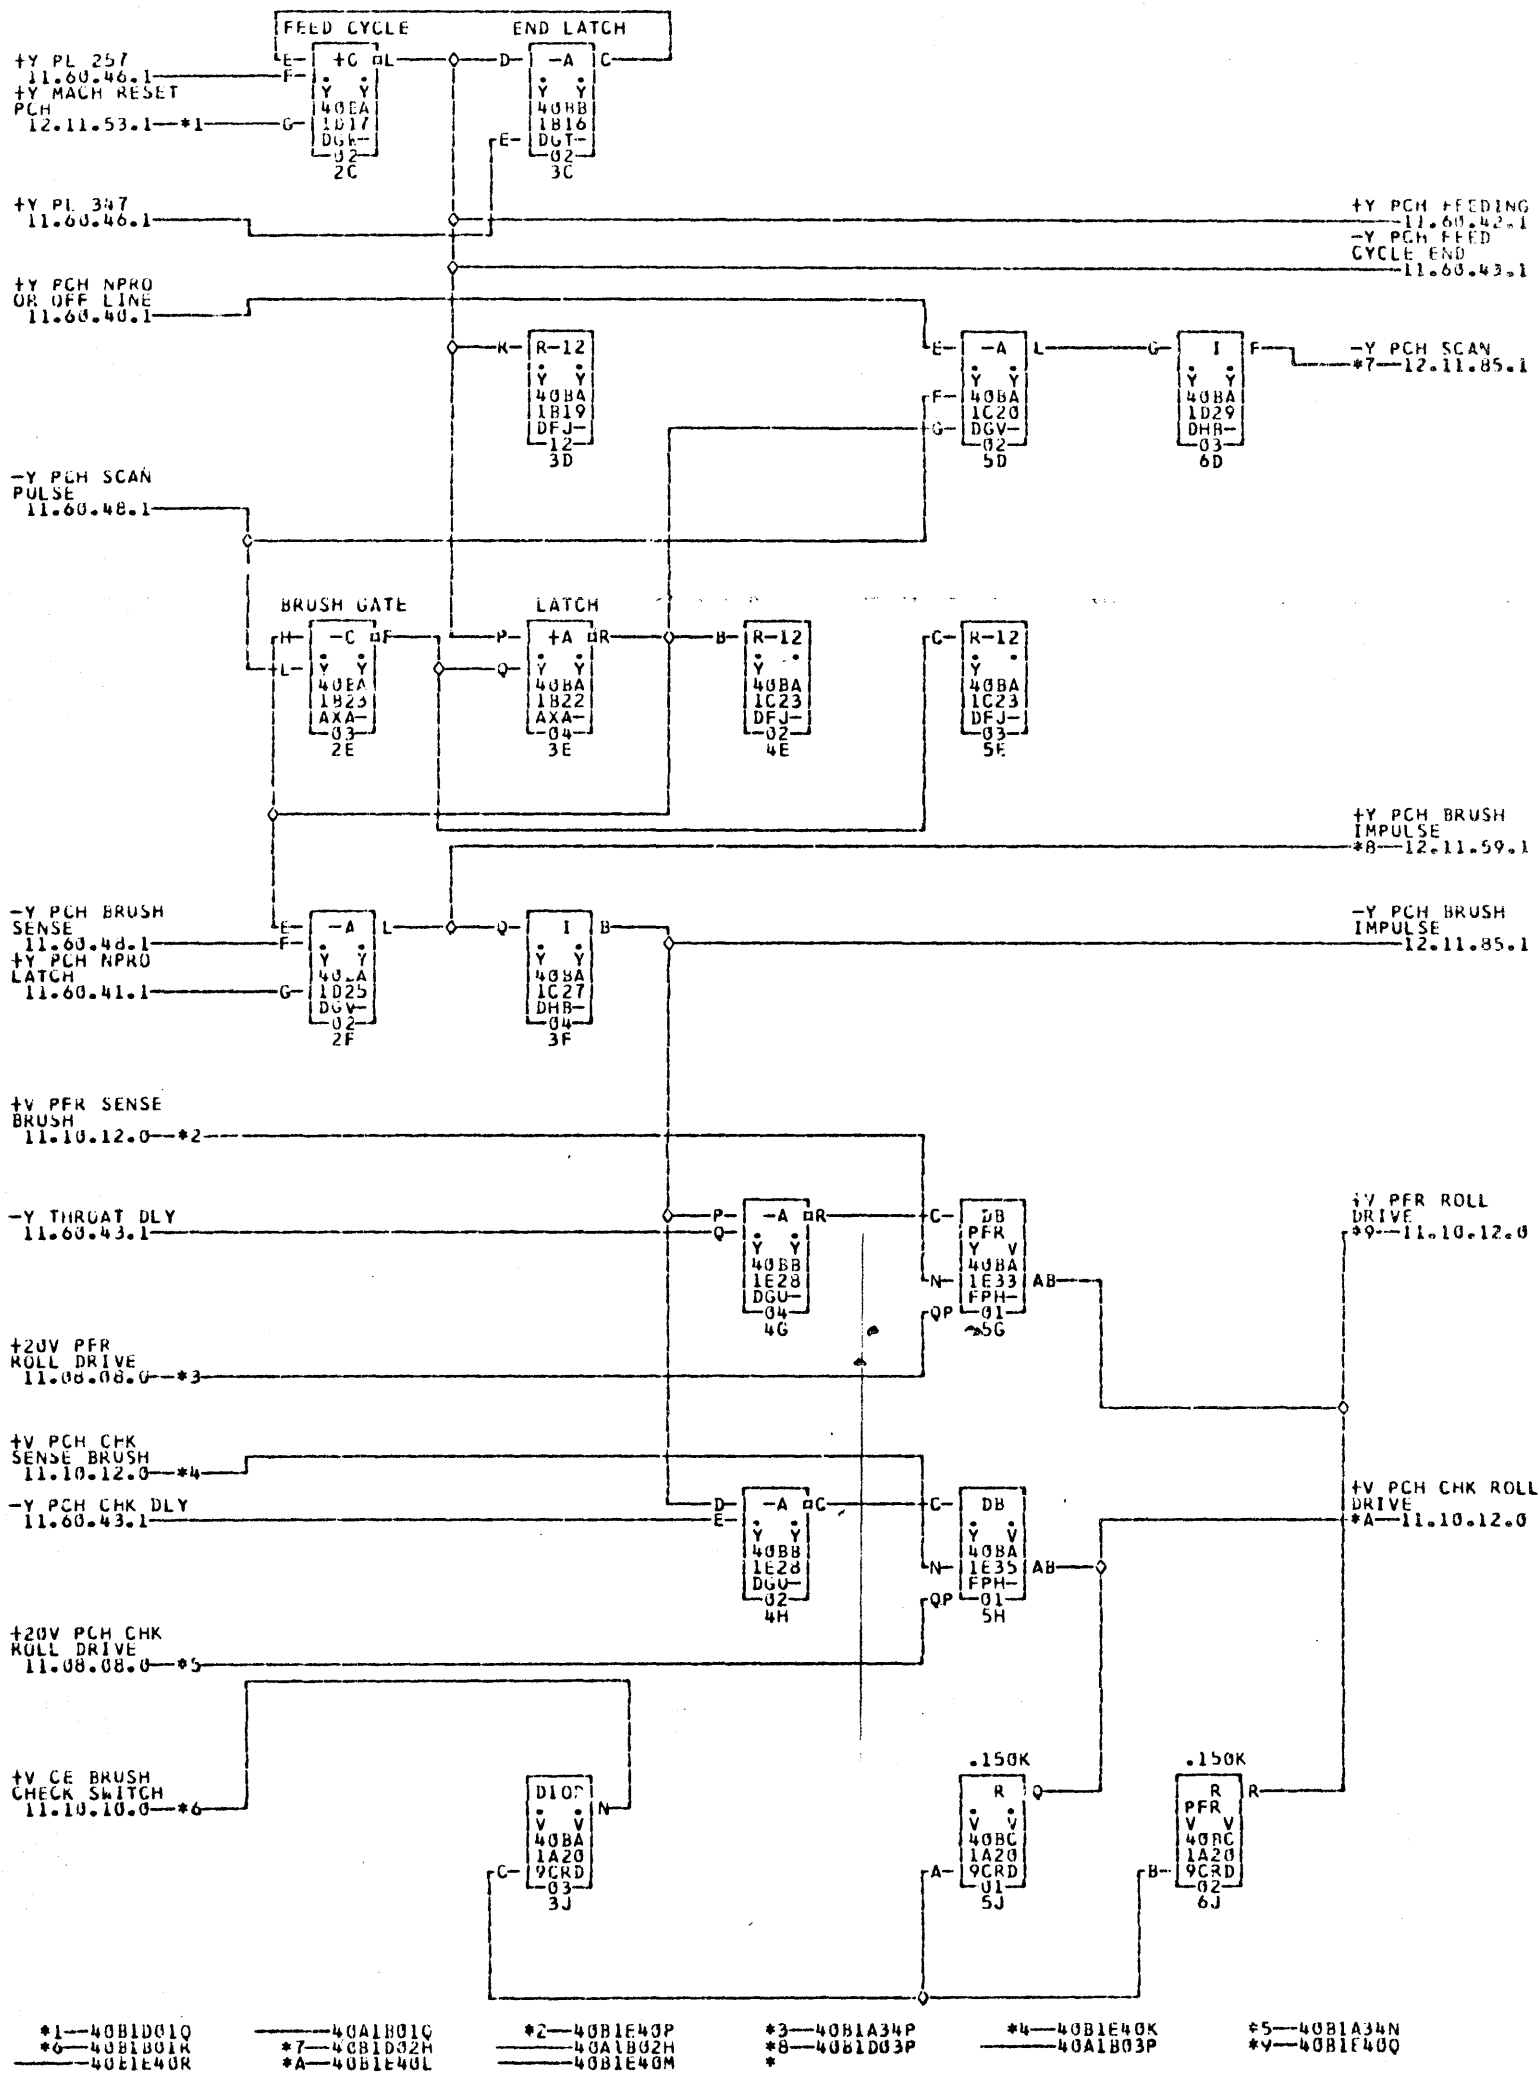 FEED CYCLE
END LATCH
+Y PL 257
11.60.46.1
+Y MACH RESET
PCH
12.11.53.1—*1
E
F
G
+C
L
Y Y
1D17
02
2C
D
E
-A
C
Y Y
40BB
1B16
DGT-
02
3C
+Y PL 347
11.60.46.1
+Y PCH FEEDING
11.60.42.1
-Y PCH FEED
CYCLE END
11.60.43.1
+Y PCH NPRO
OR OFF LINE
11.60.40.1
K
R-12
Y Y
40BA
1B19
DFJ-
12
3D
E
F
G
-A
L
Y Y
40BA
1C20
DGV-
02
5D
G
I
F
Y Y
40BA
1D29
DHB-
03
6D
-Y PCH SCAN
*7—12.11.85.1
-Y PCH SCAN
PULSE
11.60.48.1
BRUSH GATE
LATCH
H
L
-C
F
Y Y
1B23
AXA-
03
2E
P
Q
+A
R
Y Y
40BA
1B22
AXA-
04
3E
B
R-12
Y
40BA
1C23
DFJ-
02
4E
C
R-12
Y
40BA
1C23
DFJ-
03
5E
+Y PCH BRUSH
IMPULSE
*8—12.11.59.1
-Y PCH BRUSH
SENSE
11.60.48.1
+Y PCH NPRO
LATCH
11.60.41.1
E
F
G
-A
L
Y Y
1D25
DGV-
02
2F
Q
I
B
Y Y
40BA
1C27
DHB-
04
3F
-Y PCH BRUSH
IMPULSE
12.11.85.1
+V PFR SENSE
BRUSH
11.10.12.0—*2
-Y THROAT DLY
11.60.43.1
P
Q
-A
R
Y Y
40BB
1E28
DGU-
04
4G
C
N
QP
DB
PFR
Y V
40BA
1E33
FPH-
01
5G
AB
+V PFR ROLL
DRIVE
*9—11.10.12.0
+20V PFR
ROLL DRIVE
11.08.08.0—*3
+V PCH CHK
SENSE BRUSH
11.10.12.0—*4
-Y PCH CHK DLY
11.60.43.1
D
E
-A
C
Y Y
40BB
1E28
DGU-
02
4H
C
N
QP
DB
Y V
40BA
1E35
FPH-
01
5H
AB
+V PCH CHK ROLL
DRIVE
*A—11.10.12.0
+20V PCH CHK
ROLL DRIVE
11.08.08.0—*5
+V CE BRUSH
CHECK SWITCH
11.10.10.0—*6
N
C
V V
40BA
1A20
9CRD
03
3J
.150K
R
Q
A
V V
40BC
1A20
9CRD
01
5J
.150K
R
R
B
PFR
V V
40BC
1A20
9CRD
02
6J
*1—40B1D01Q
40A1B01Q
*2—40B1E40P
*3—40B1A34P
*4—40B1E40K
*5—40B1A34N
*6—40B1B01R
*7—40B1D02H
40A1B02H
*8—40B1D03P
40A1B03P
*9—40B1E40Q
40B1E40R
*A—40B1E40L
40B1E40M
*